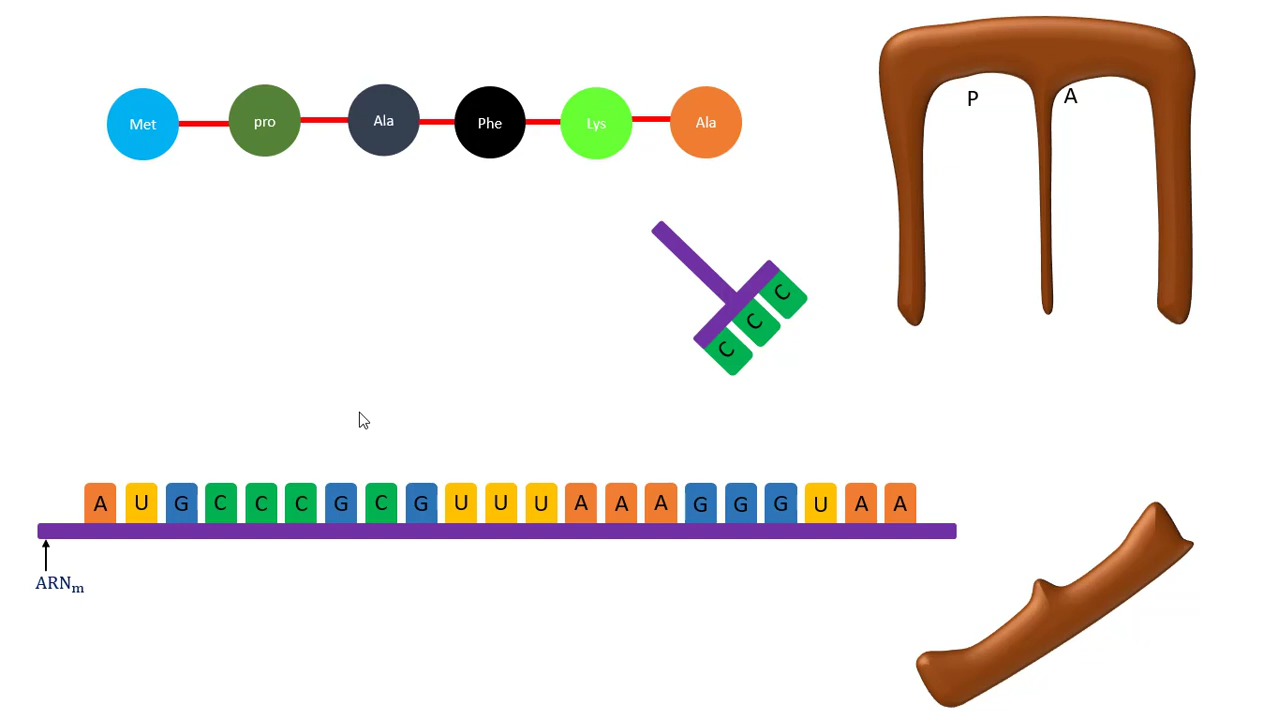 Met pro Ala Phe Lys Ala
P A
C C C
A U G C C C G C G U U U A A A G G G U A A
ARNm